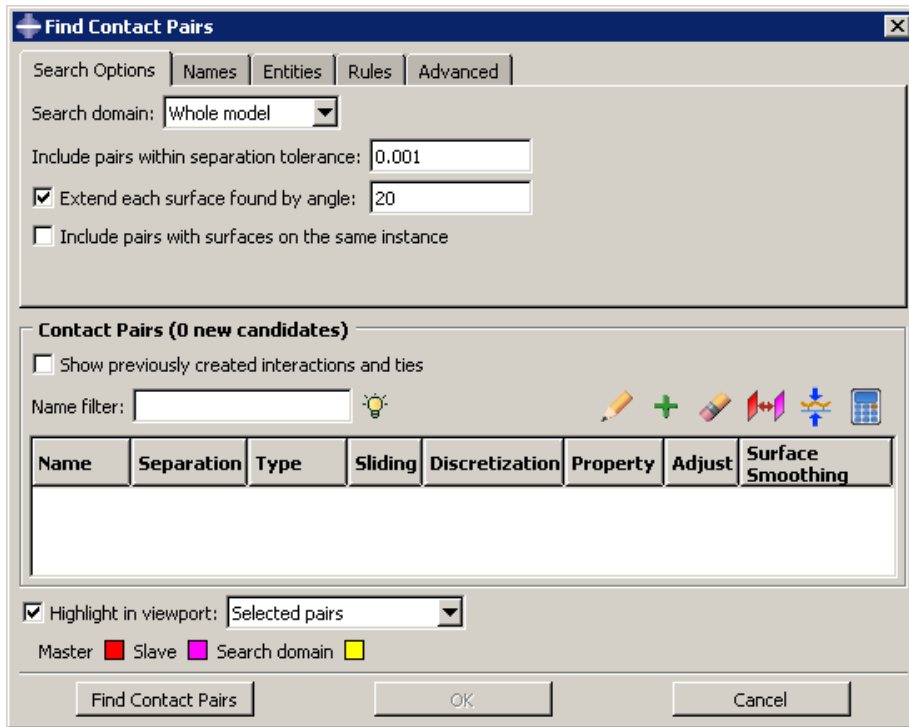 Find Contact Pairs
Search Options Names Entities Rules Advanced
Search domain: Whole model
Include pairs within separation tolerance: 0.001
Extend each surface found by angle: 20
Include pairs with surfaces on the same instance
Contact Pairs (0 new candidates)
Show previously created interactions and ties
Name filter:
Name Separation Type Sliding Discretization Property Adjust Surface Smoothing
Highlight in viewport: Selected pairs
Master Slave Search domain
Find Contact Pairs OK Cancel